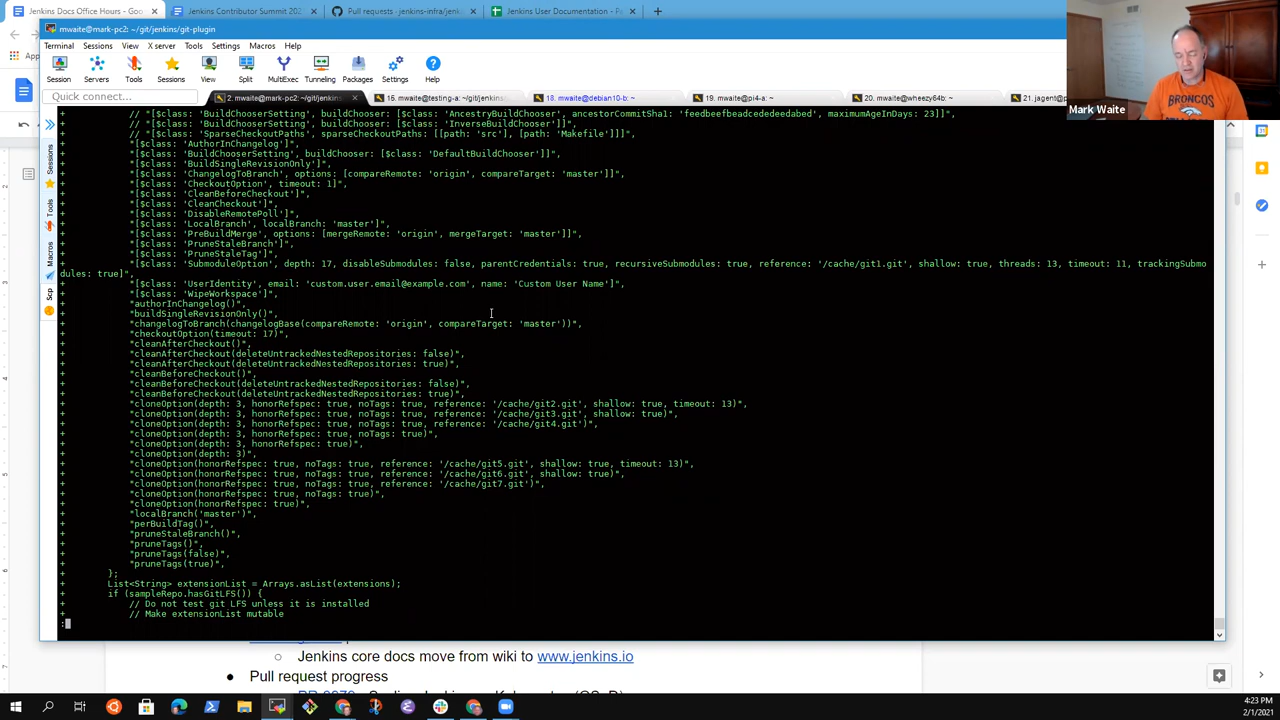 Jenkins Docs Office Hours - Goo
Jenkins Contributor Summit 202
Pull requests · jenkins-infra/jenk
Jenkins User Documentation - P
mwaite@mark-pc2: ~/git/jenkins/git-plugin
Terminal Sessions View X server Tools Settings Macros Help
Session Servers Tools Sessions View Split MultiExec Tunneling Packages Settings Help
Quick connect...
2. mwaite@mark-pc2: ~/git/jenkins
16. mwaite@testing-a: ~/git/jenkins
18. mwaite@debian10-b: ~
19. mwaite@pi4-a: ~
20. mwaite@wheezy64b: ~
21. jagent@
Mark Waite
BRONCOS
Sessions
Tools
Macros
Scp
+ // "[$class: 'BuildChooserSetting', buildChooser: [$class: 'AncestryBuildChooser', ancestorCommitSha1: 'feedbeefbeadcededeedabed', maximumAgeInDays: 23]]",
+ // "[$class: 'BuildChooserSetting', buildChooser: [$class: 'InverseBuildChooser']]",
+ // "[$class: 'SparseCheckoutPaths', sparseCheckoutPaths: [[path: 'src'], [path: 'Makefile']]]",
+ "[$class: 'AuthorInChangelog']",
+ "[$class: 'BuildChooserSetting', buildChooser: [$class: 'DefaultBuildChooser']]",
+ "[$class: 'BuildSingleRevisionOnly']",
+ "[$class: 'ChangelogToBranch', options: [compareRemote: 'origin', compareTarget: 'master']]",
+ "[$class: 'CheckoutOption', timeout: 1]",
+ "[$class: 'CleanBeforeCheckout']",
+ "[$class: 'CleanCheckout']",
+ "[$class: 'DisableRemotePoll']",
+ "[$class: 'LocalBranch', localBranch: 'master']",
+ "[$class: 'PreBuildMerge', options: [mergeRemote: 'origin', mergeTarget: 'master']]",
+ "[$class: 'PruneStaleBranch']",
+ "[$class: 'PruneStaleTag']",
+ "[$class: 'SubmoduleOption', depth: 17, disableSubmodules: false, parentCredentials: true, recursiveSubmodules: true, reference: '/cache/git1.git', shallow: true, threads: 13, timeout: 11, trackingSubmo
dules: true]",
+ "[$class: 'UserIdentity', email: 'custom.user.email@example.com', name: 'Custom User Name']",
+ "[$class: 'WipeWorkspace']",
+ "authorInChangelog()",
+ "buildSingleRevisionOnly()",
+ "changelogToBranch(changelogBase(compareRemote: 'origin', compareTarget: 'master'))",
+ "checkoutOption(timeout: 17)",
+ "cleanAfterCheckout()",
+ "cleanAfterCheckout(deleteUntrackedNestedRepositories: false)",
+ "cleanAfterCheckout(deleteUntrackedNestedRepositories: true)",
+ "cleanBeforeCheckout()",
+ "cleanBeforeCheckout(deleteUntrackedNestedRepositories: false)",
+ "cleanBeforeCheckout(deleteUntrackedNestedRepositories: true)",
+ "cloneOption(depth: 3, honorRefspec: true, noTags: true, reference: '/cache/git2.git', shallow: true, timeout: 13)",
+ "cloneOption(depth: 3, honorRefspec: true, noTags: true, reference: '/cache/git3.git', shallow: true)",
+ "cloneOption(depth: 3, honorRefspec: true, noTags: true, reference: '/cache/git4.git')",
+ "cloneOption(depth: 3, honorRefspec: true, noTags: true)",
+ "cloneOption(depth: 3, honorRefspec: true)",
+ "cloneOption(depth: 3)",
+ "cloneOption(honorRefspec: true, noTags: true, reference: '/cache/git5.git', shallow: true, timeout: 13)",
+ "cloneOption(honorRefspec: true, noTags: true, reference: '/cache/git6.git', shallow: true)",
+ "cloneOption(honorRefspec: true, noTags: true, reference: '/cache/git7.git')",
+ "cloneOption(honorRefspec: true, noTags: true)",
+ "cloneOption(honorRefspec: true)",
+ "localBranch('master')",
+ "perBuildTag()",
+ "pruneStaleBranch()",
+ "pruneTags()",
+ "pruneTags(false)",
+ "pruneTags(true)",
+ };
+ List<String> extensionList = Arrays.asList(extensions);
+ if (sampleRepo.hasGitLFS()) {
+ // Do not test git LFS unless it is installed
+ // Make extensionList mutable
:
○ Jenkins core docs move from wiki to www.jenkins.io
● Pull request progress
4:23 PM
2/1/2021